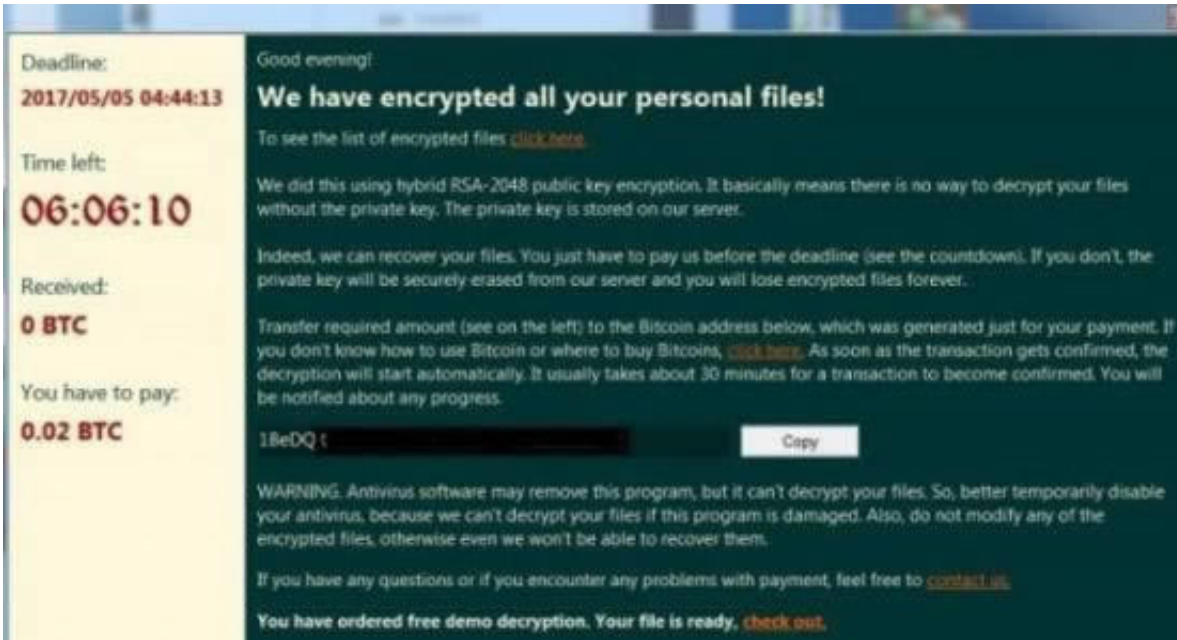 Deadline:
2017/05/05 04:44:13
Time left:
06:06:10
Received:
0 BTC
You have to pay:
0.02 BTC
Good evening!
We have encrypted all your personal files!
To see the list of encrypted files click here.
We did this using hybrid RSA-2048 public key encryption. It basically means there is no way to decrypt your files
without the private key. The private key is stored on our server.
Indeed, we can recover your files. You just have to pay us before the deadline (see the countdown). If you don't, the
private key will be securely erased from our server and you will lose encrypted files forever.
Transfer required amount (see on the left) to the Bitcoin address below, which was generated just for your payment. If
you don't know how to use Bitcoin or where to buy Bitcoins, click here. As soon as the transaction gets confirmed, the
decryption will start automatically. It usually takes about 30 minutes for a transaction to become confirmed. You will
be notified about any progress.
1BeDQ t
Copy
WARNING. Antivirus software may remove this program, but it can't decrypt your files. So, better temporarily disable
your antivirus, because we can't decrypt your files if this program is damaged. Also, do not modify any of the
encrypted files, otherwise even we won't be able to recover them.
If you have any questions or if you encounter any problems with payment, feel free to contact us.
You have ordered free demo decryption. Your file is ready, check out.